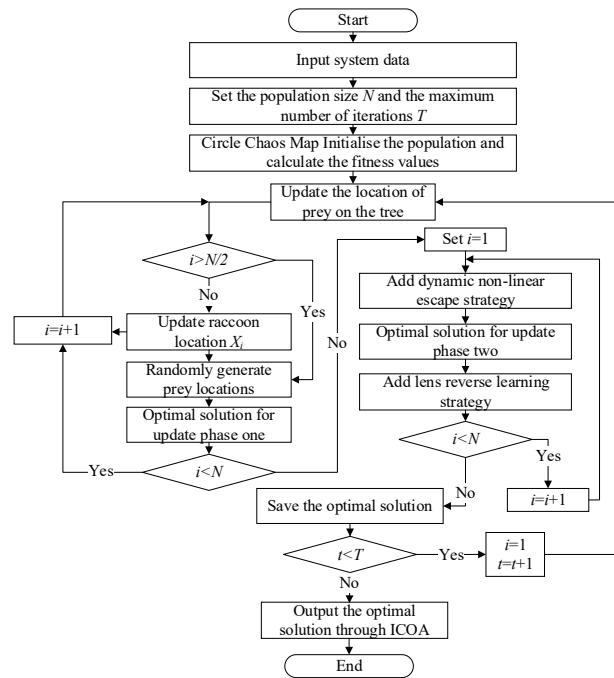 Start
Input system data
Set the population size N and the maximum
number of iterations T
Circle Chaos Map Initialise the population and
calculate the fitness values
Update the location of
prey on the tree
Set i=1
i>N/2
Add dynamic non-linear
escape strategy
No
Yes
No
i=i+1
Update raccoon
location Xi
Optimal solution for update
phase two
Randomly generate
prey locations
Add lens reverse learning
strategy
Optimal solution for
update phase one
i<N
Yes
Yes
i<N
No
i=i+1
Save the optimal solution
t<T
Yes
i=1
t=t+1
No
Output the optimal
solution through ICOA
End